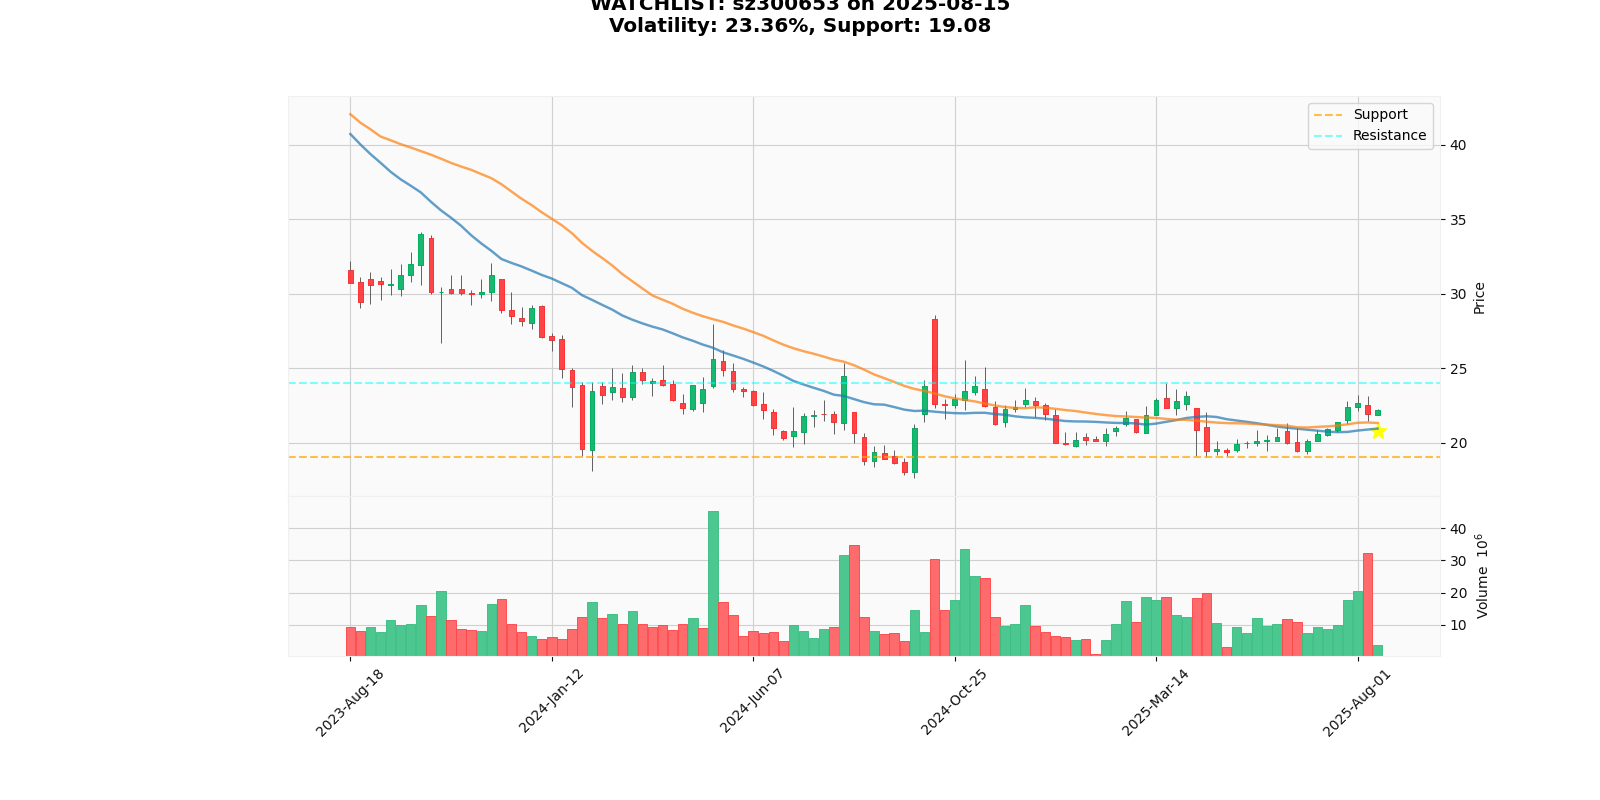 WATCHLIST: sz300653 on 2025-08-15
Volatility: 23.36%, Support: 19.08
Support
Resistance
40
35
30
25
20
Price
40
30
20
10
Volume 10^6
2023-Aug-18
2024-Jan-12
2024-Jun-07
2024-Oct-25
2025-Mar-14
2025-Aug-01